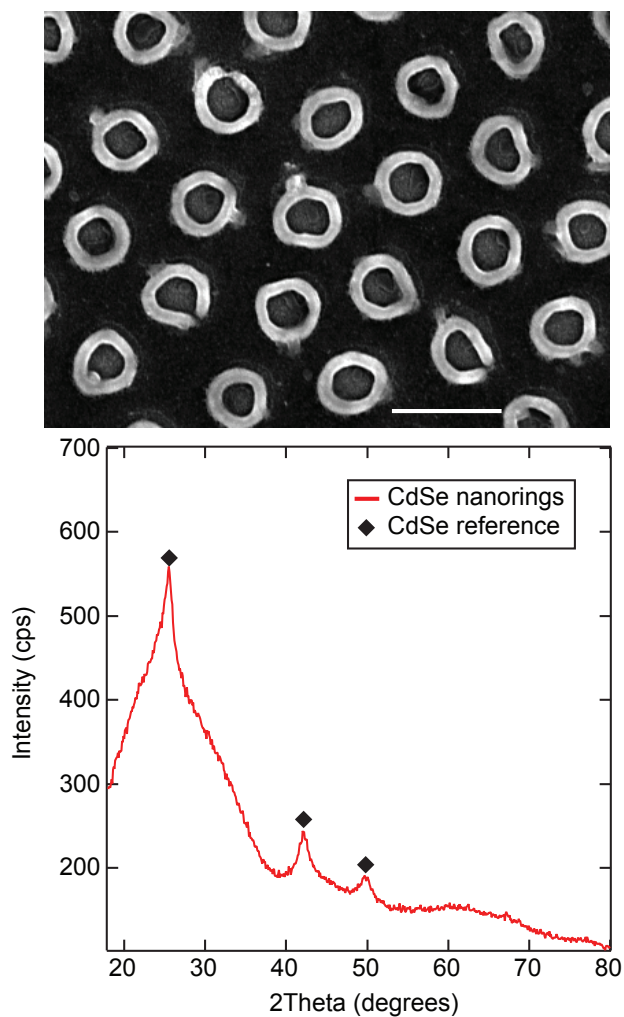 700
CdSe nanorings
CdSe reference
600
500
400
300
200
Intensity (cps)
20 30 40 50 60 70 80
2Theta (degrees)